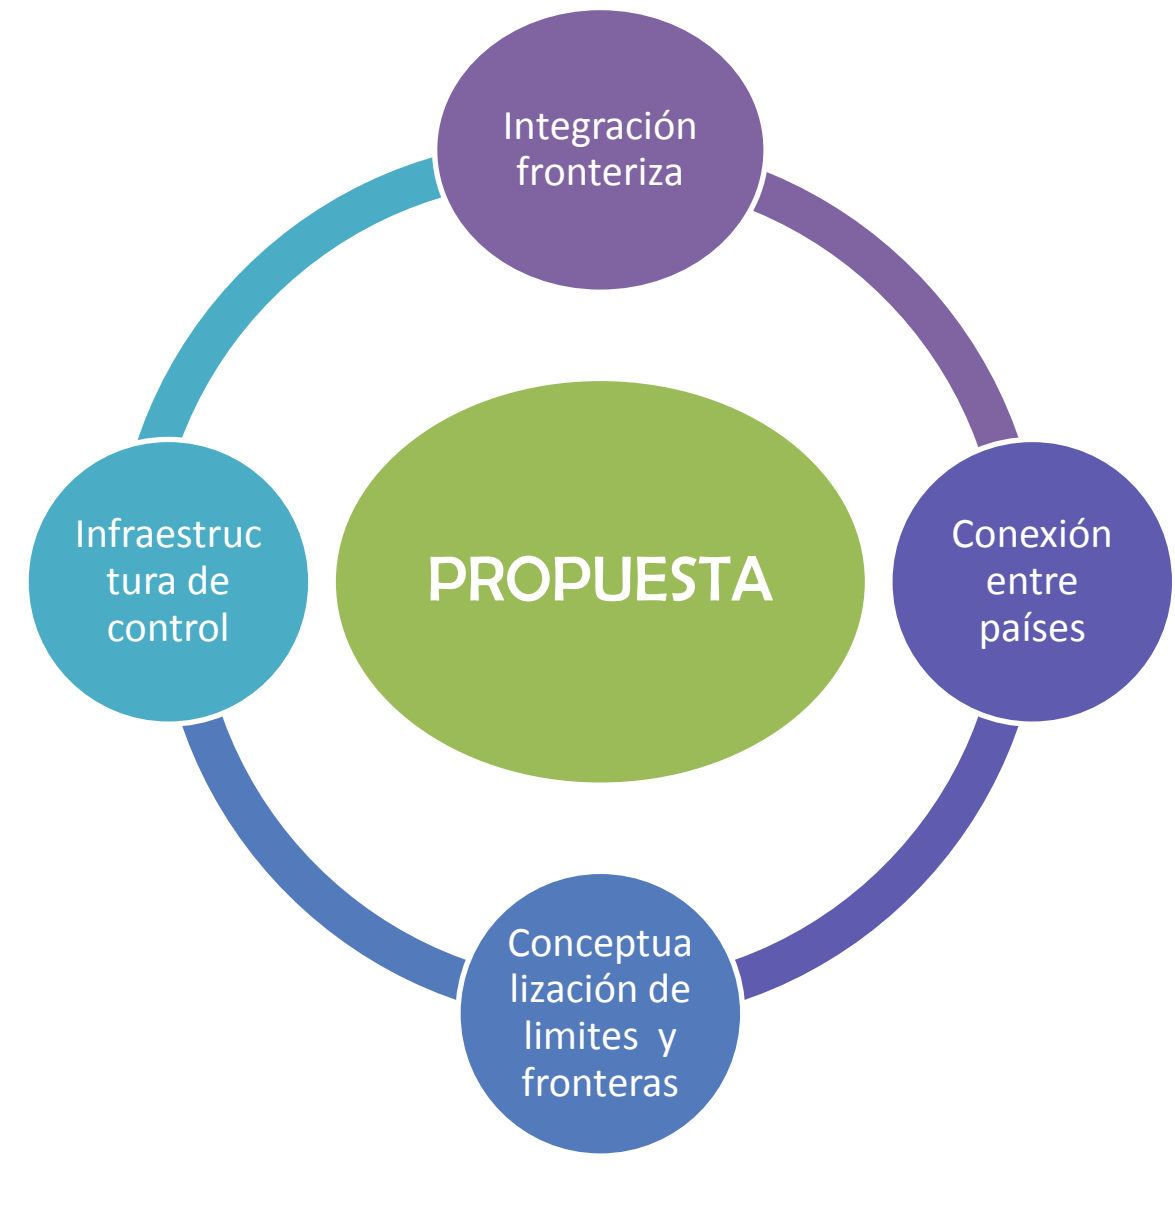 Integración
fronteriza
Infraestruc
tura de
control
PROPUESTA
Conexión
entre
países
Conceptua
lización de
limites  y
fronteras